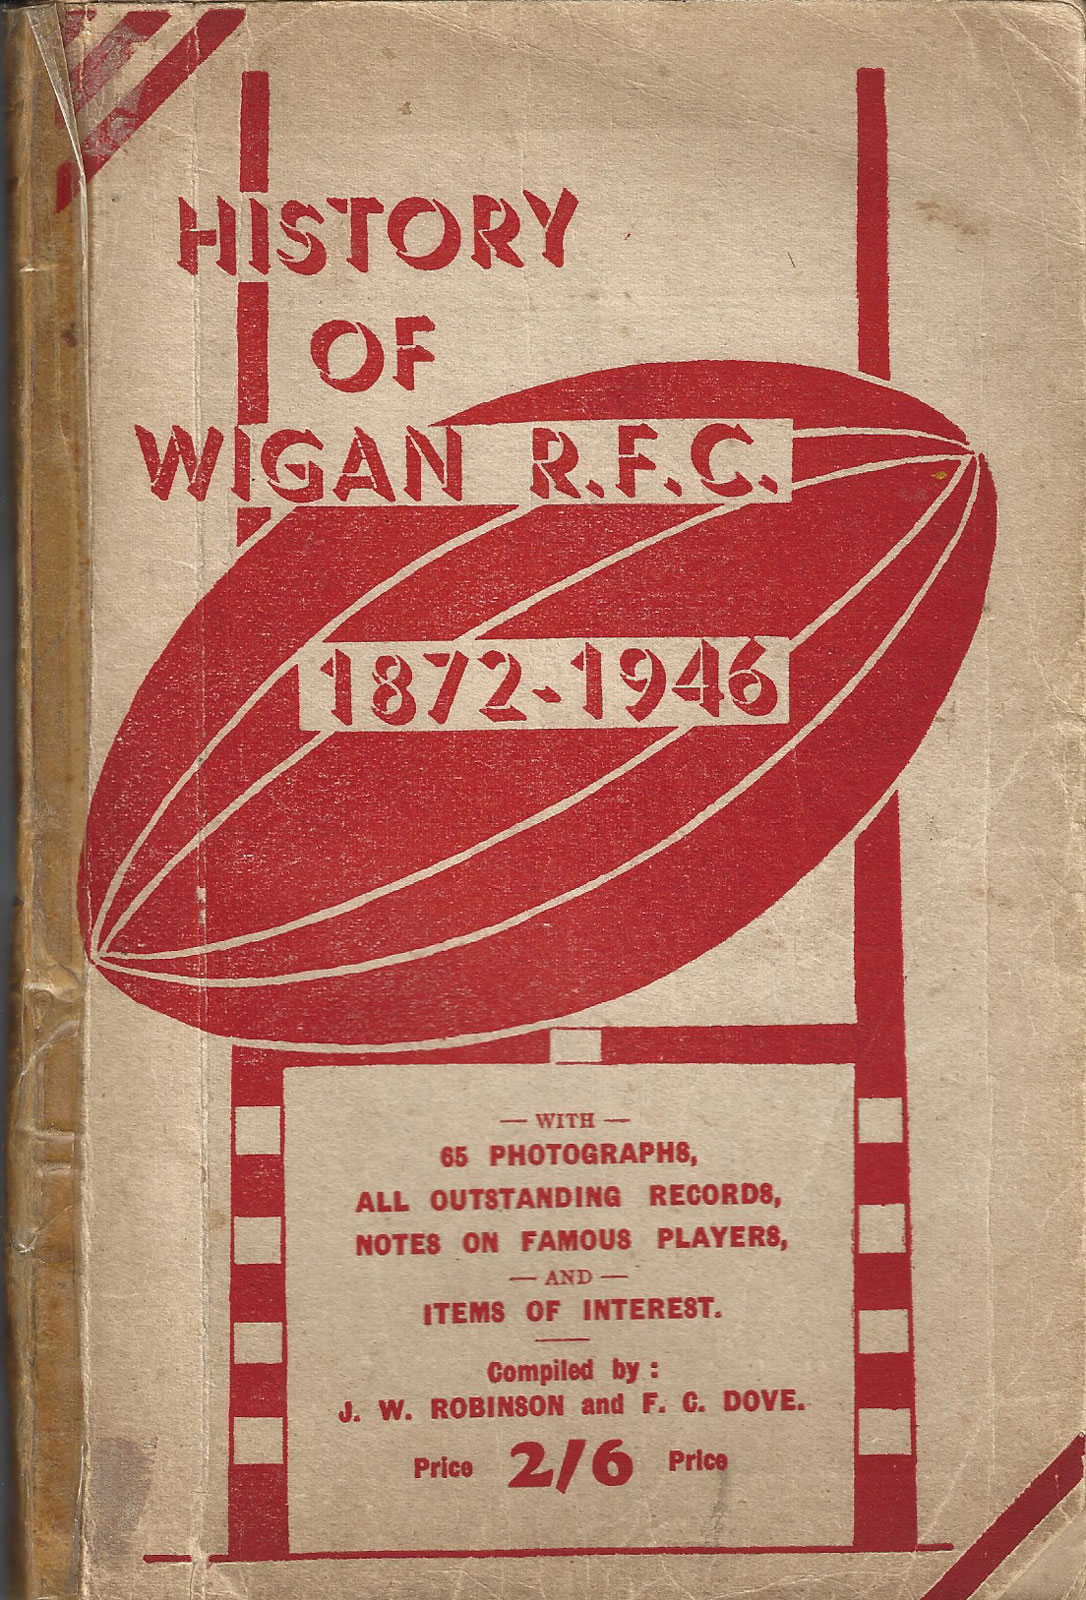 HISTORY
OF
WIGAN R.F.C.
1872-1946
— WITH —
65 PHOTOGRAPHS,
ALL OUTSTANDING RECORDS,
NOTES ON FAMOUS PLAYERS,
— AND —
ITEMS OF INTEREST.
Compiled by :
J. W. ROBINSON and F. C. DOVE.
Price 2/6 Price